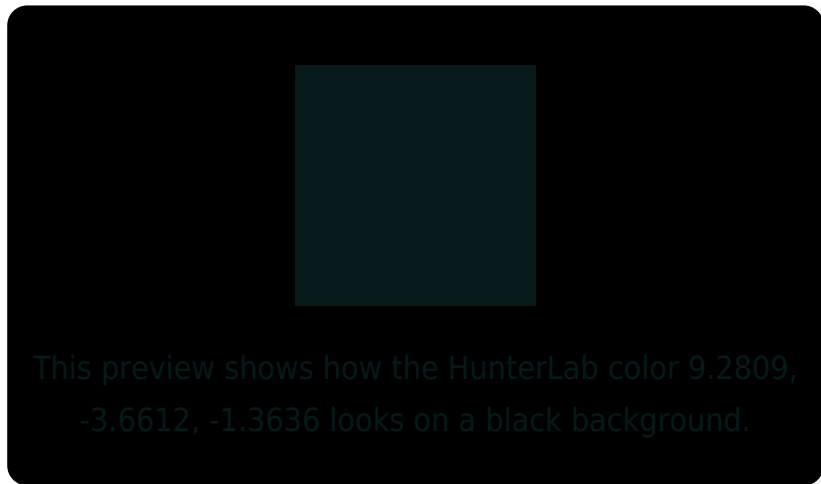 This preview shows how the HunterLab color 9.2809,
-3.6612, -1.3636 looks on a black background.